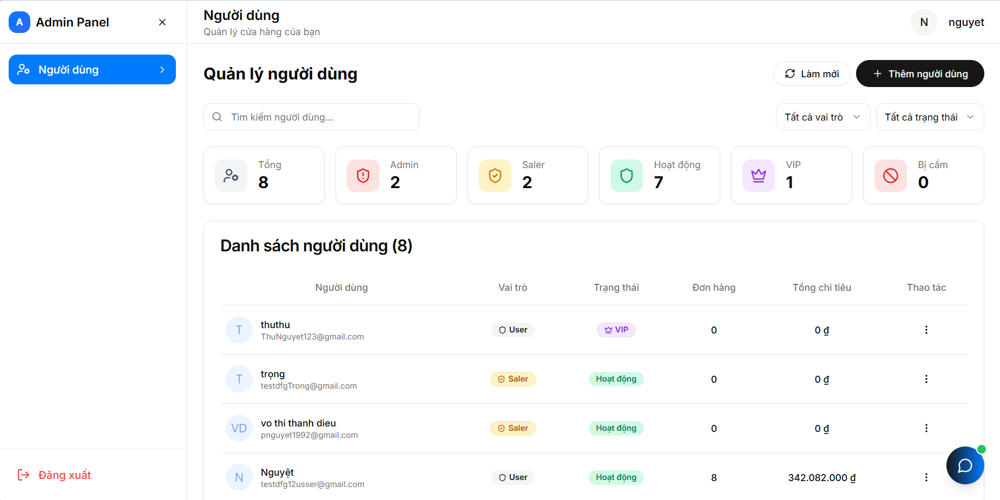 A Admin Panel
Người dùng
Đăng xuất
Người dùng
Quản lý cửa hàng của bạn
N nguyet
Quản lý người dùng
Làm mới
Thêm người dùng
Tìm kiếm người dùng...
Tất cả vai trò
Tất cả trạng thái
Tổng
8
Admin
2
Saler
2
Hoạt động
7
VIP
1
Bị cấm
0
Danh sách người dùng (8)
Người dùng Vai trò Trạng thái Đơn hàng Tổng chi tiêu Thao tác
T thuthu User VIP 0 0 ₫
ThuNguyet123@gmail.com
T trọng Saler Hoạt động 0 0 ₫
testdfgTrong@gmail.com
VD vo thi thanh dieu Saler Hoạt động 0 0 ₫
pnguyet1992@gmail.com
N Nguyệt User Hoạt động 8 342.082.000 ₫
testdfg12usser@gmail.com